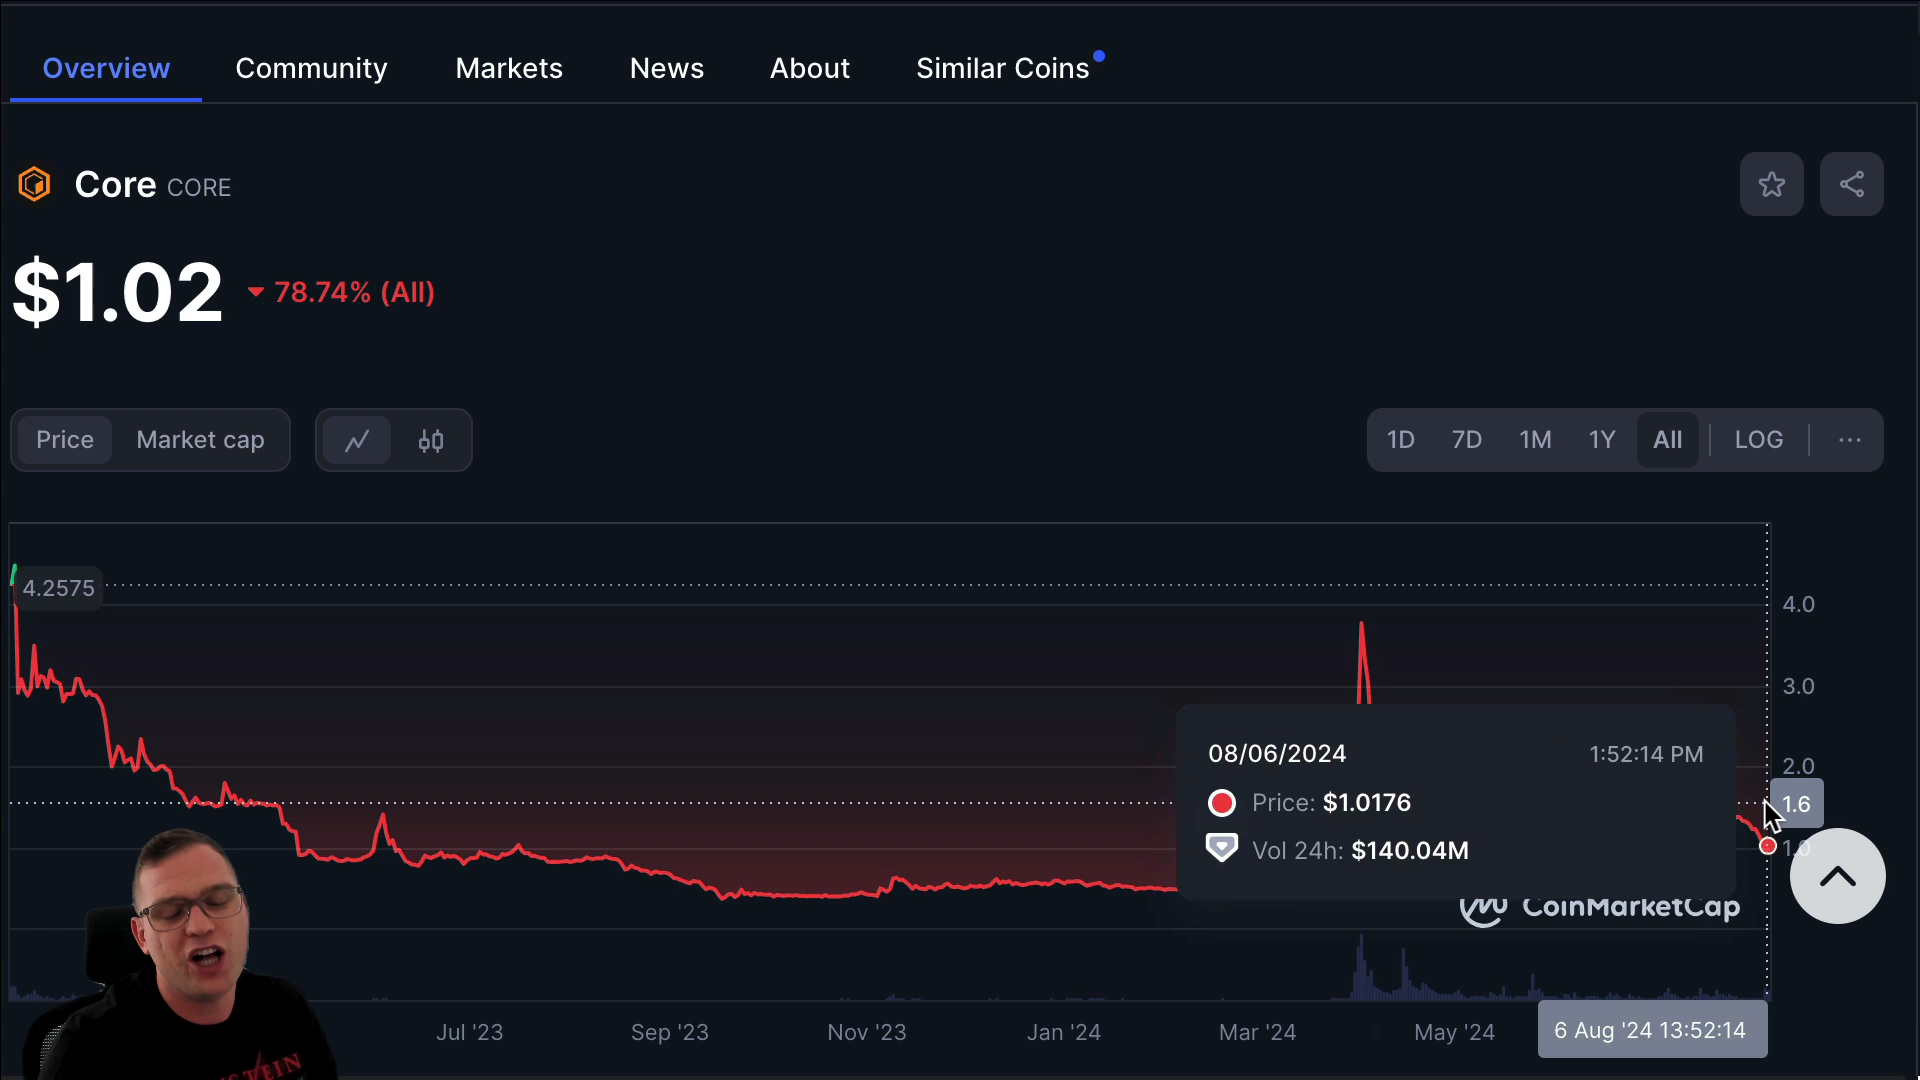 Overview Community Markets News About Similar Coins
Core CORE
$1.02 78.74% (All)
Price Market cap 1D 7D 1M 1Y All LOG ...
4.2575
4.0
3.0
2.0
1.6
1.0
08/06/2024 1:52:14 PM
Price: $1.0176
Vol 24h: $140.04M
CoinMarketCap
Jul '23 Sep '23 Nov '23 Jan '24 Mar '24 May '24 6 Aug '24 13:52:14